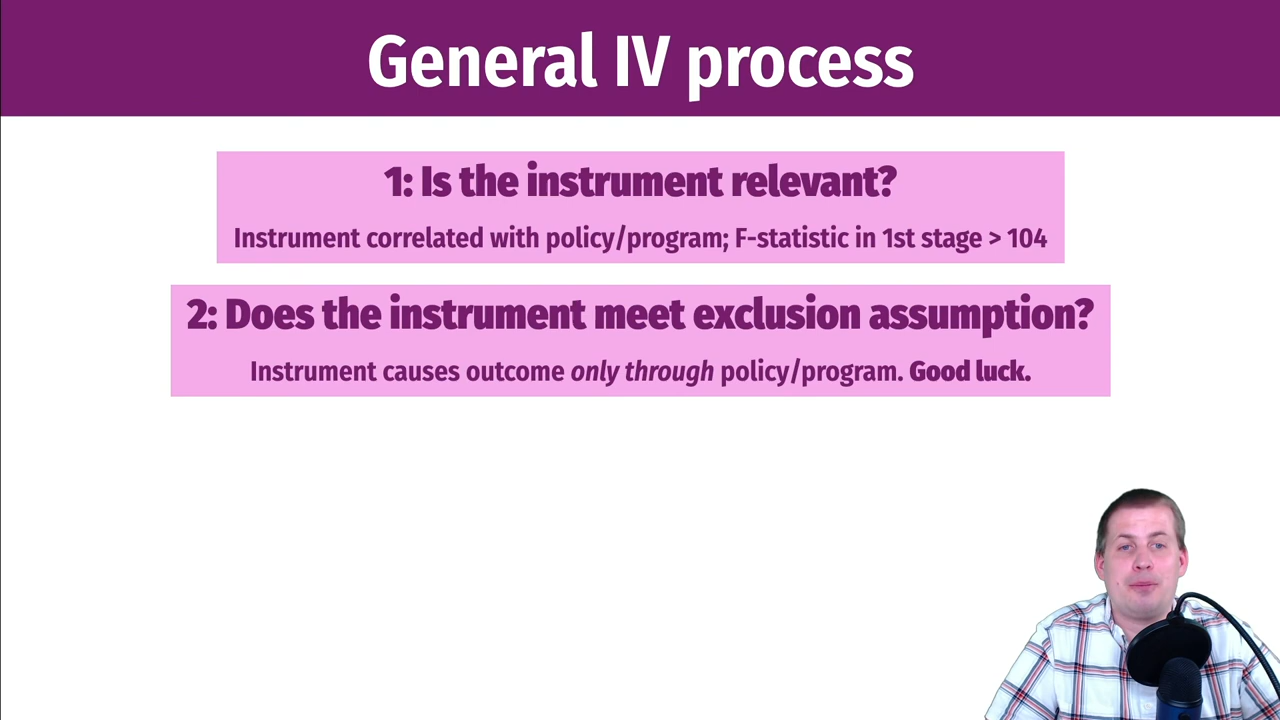 General IV process
1: Is the instrument relevant?
Instrument correlated with policy/program; F-statistic in 1st stage > 104
2: Does the instrument meet exclusion assumption?
Instrument causes outcome only through policy/program. Good luck.